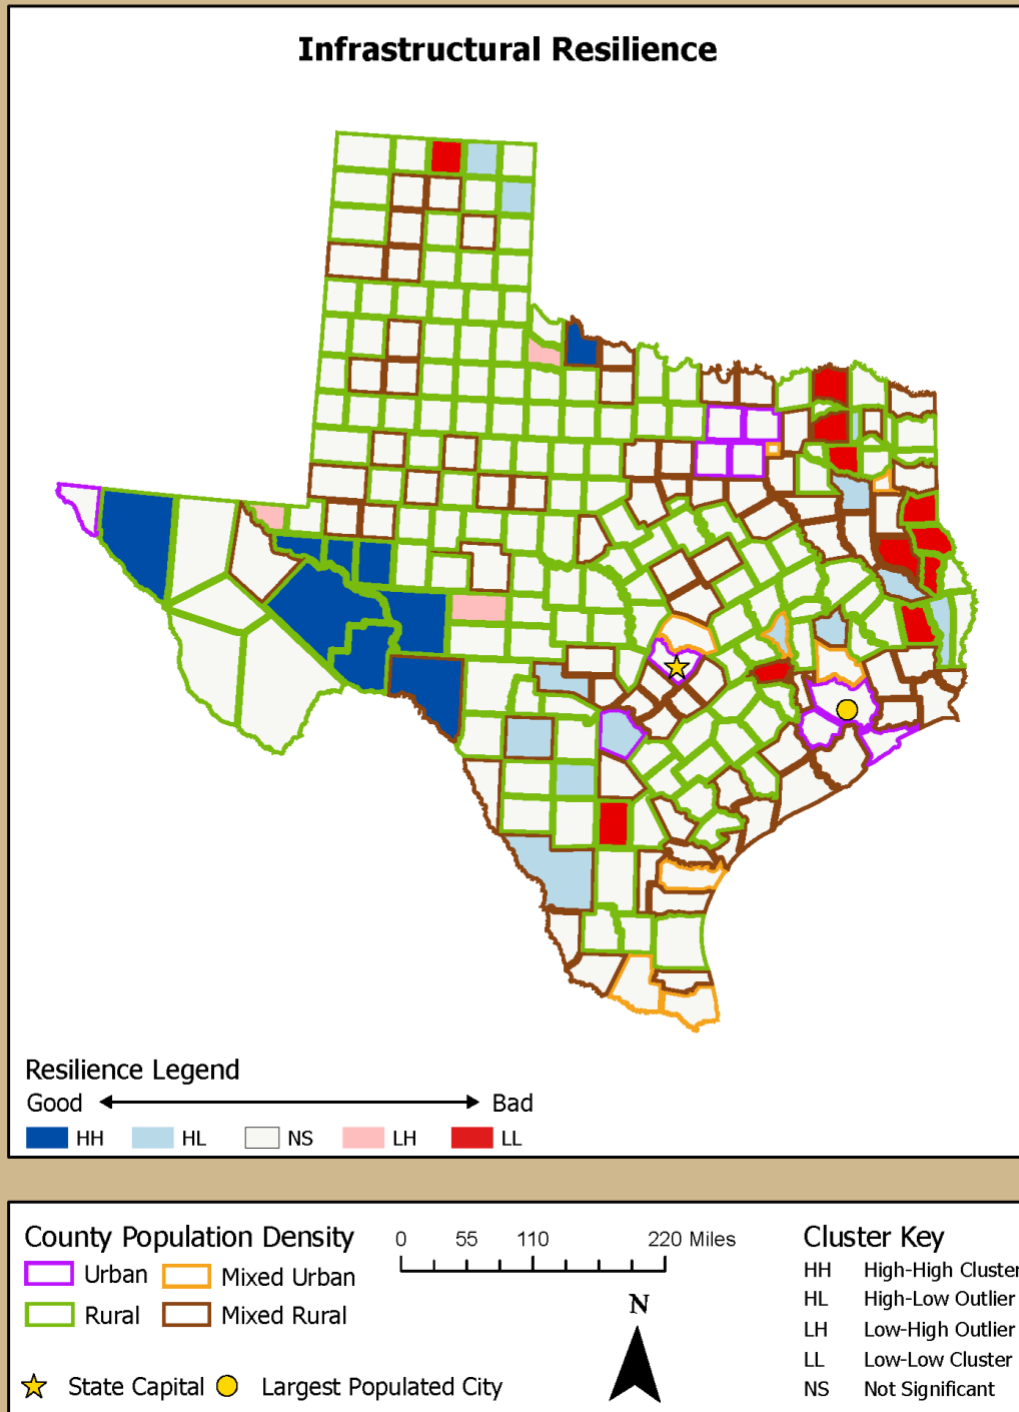 Infrastructural Resilience
Resilience Legend
Good Bad
HH HL NS LH LL
County Population Density
Urban Mixed Urban
Rural Mixed Rural
State Capital Largest Populated City
0 55 110 220 Miles
N
Cluster Key
HH High-High Cluster
HL High-Low Outlier
LH Low-High Outlier
LL Low-Low Cluster
NS Not Significant